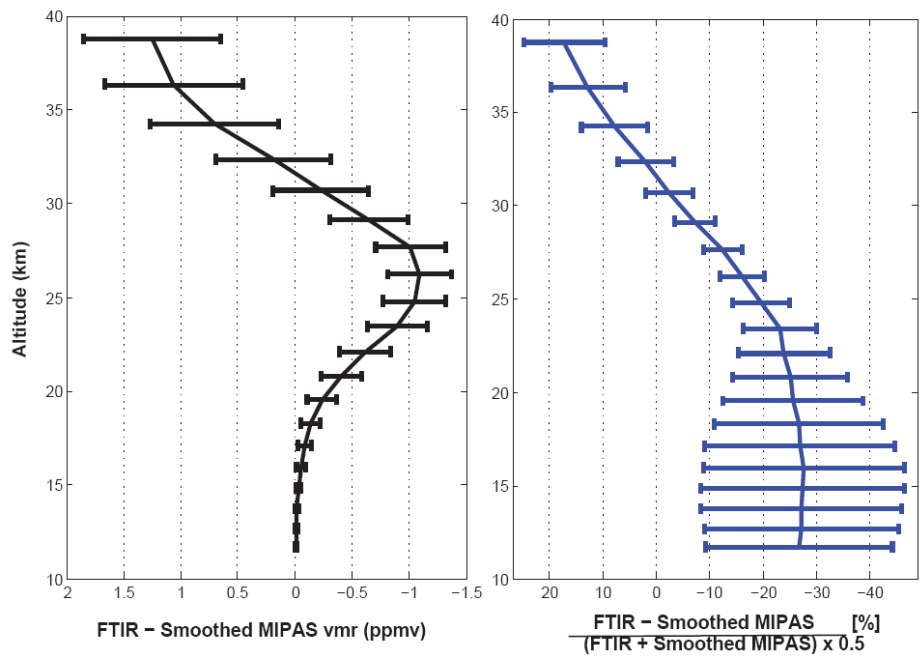 40
35
30
25
20
15
10
Altitude (km)
2 1.5 1 0.5 0 −0.5 −1 −1.5
FTIR − Smoothed MIPAS vmr (ppmv)
40
35
30
25
20
15
10
20 10 0 −10 −20 −30 −40
FTIR − Smoothed MIPAS [%]
(FTIR + Smoothed MIPAS) x 0.5